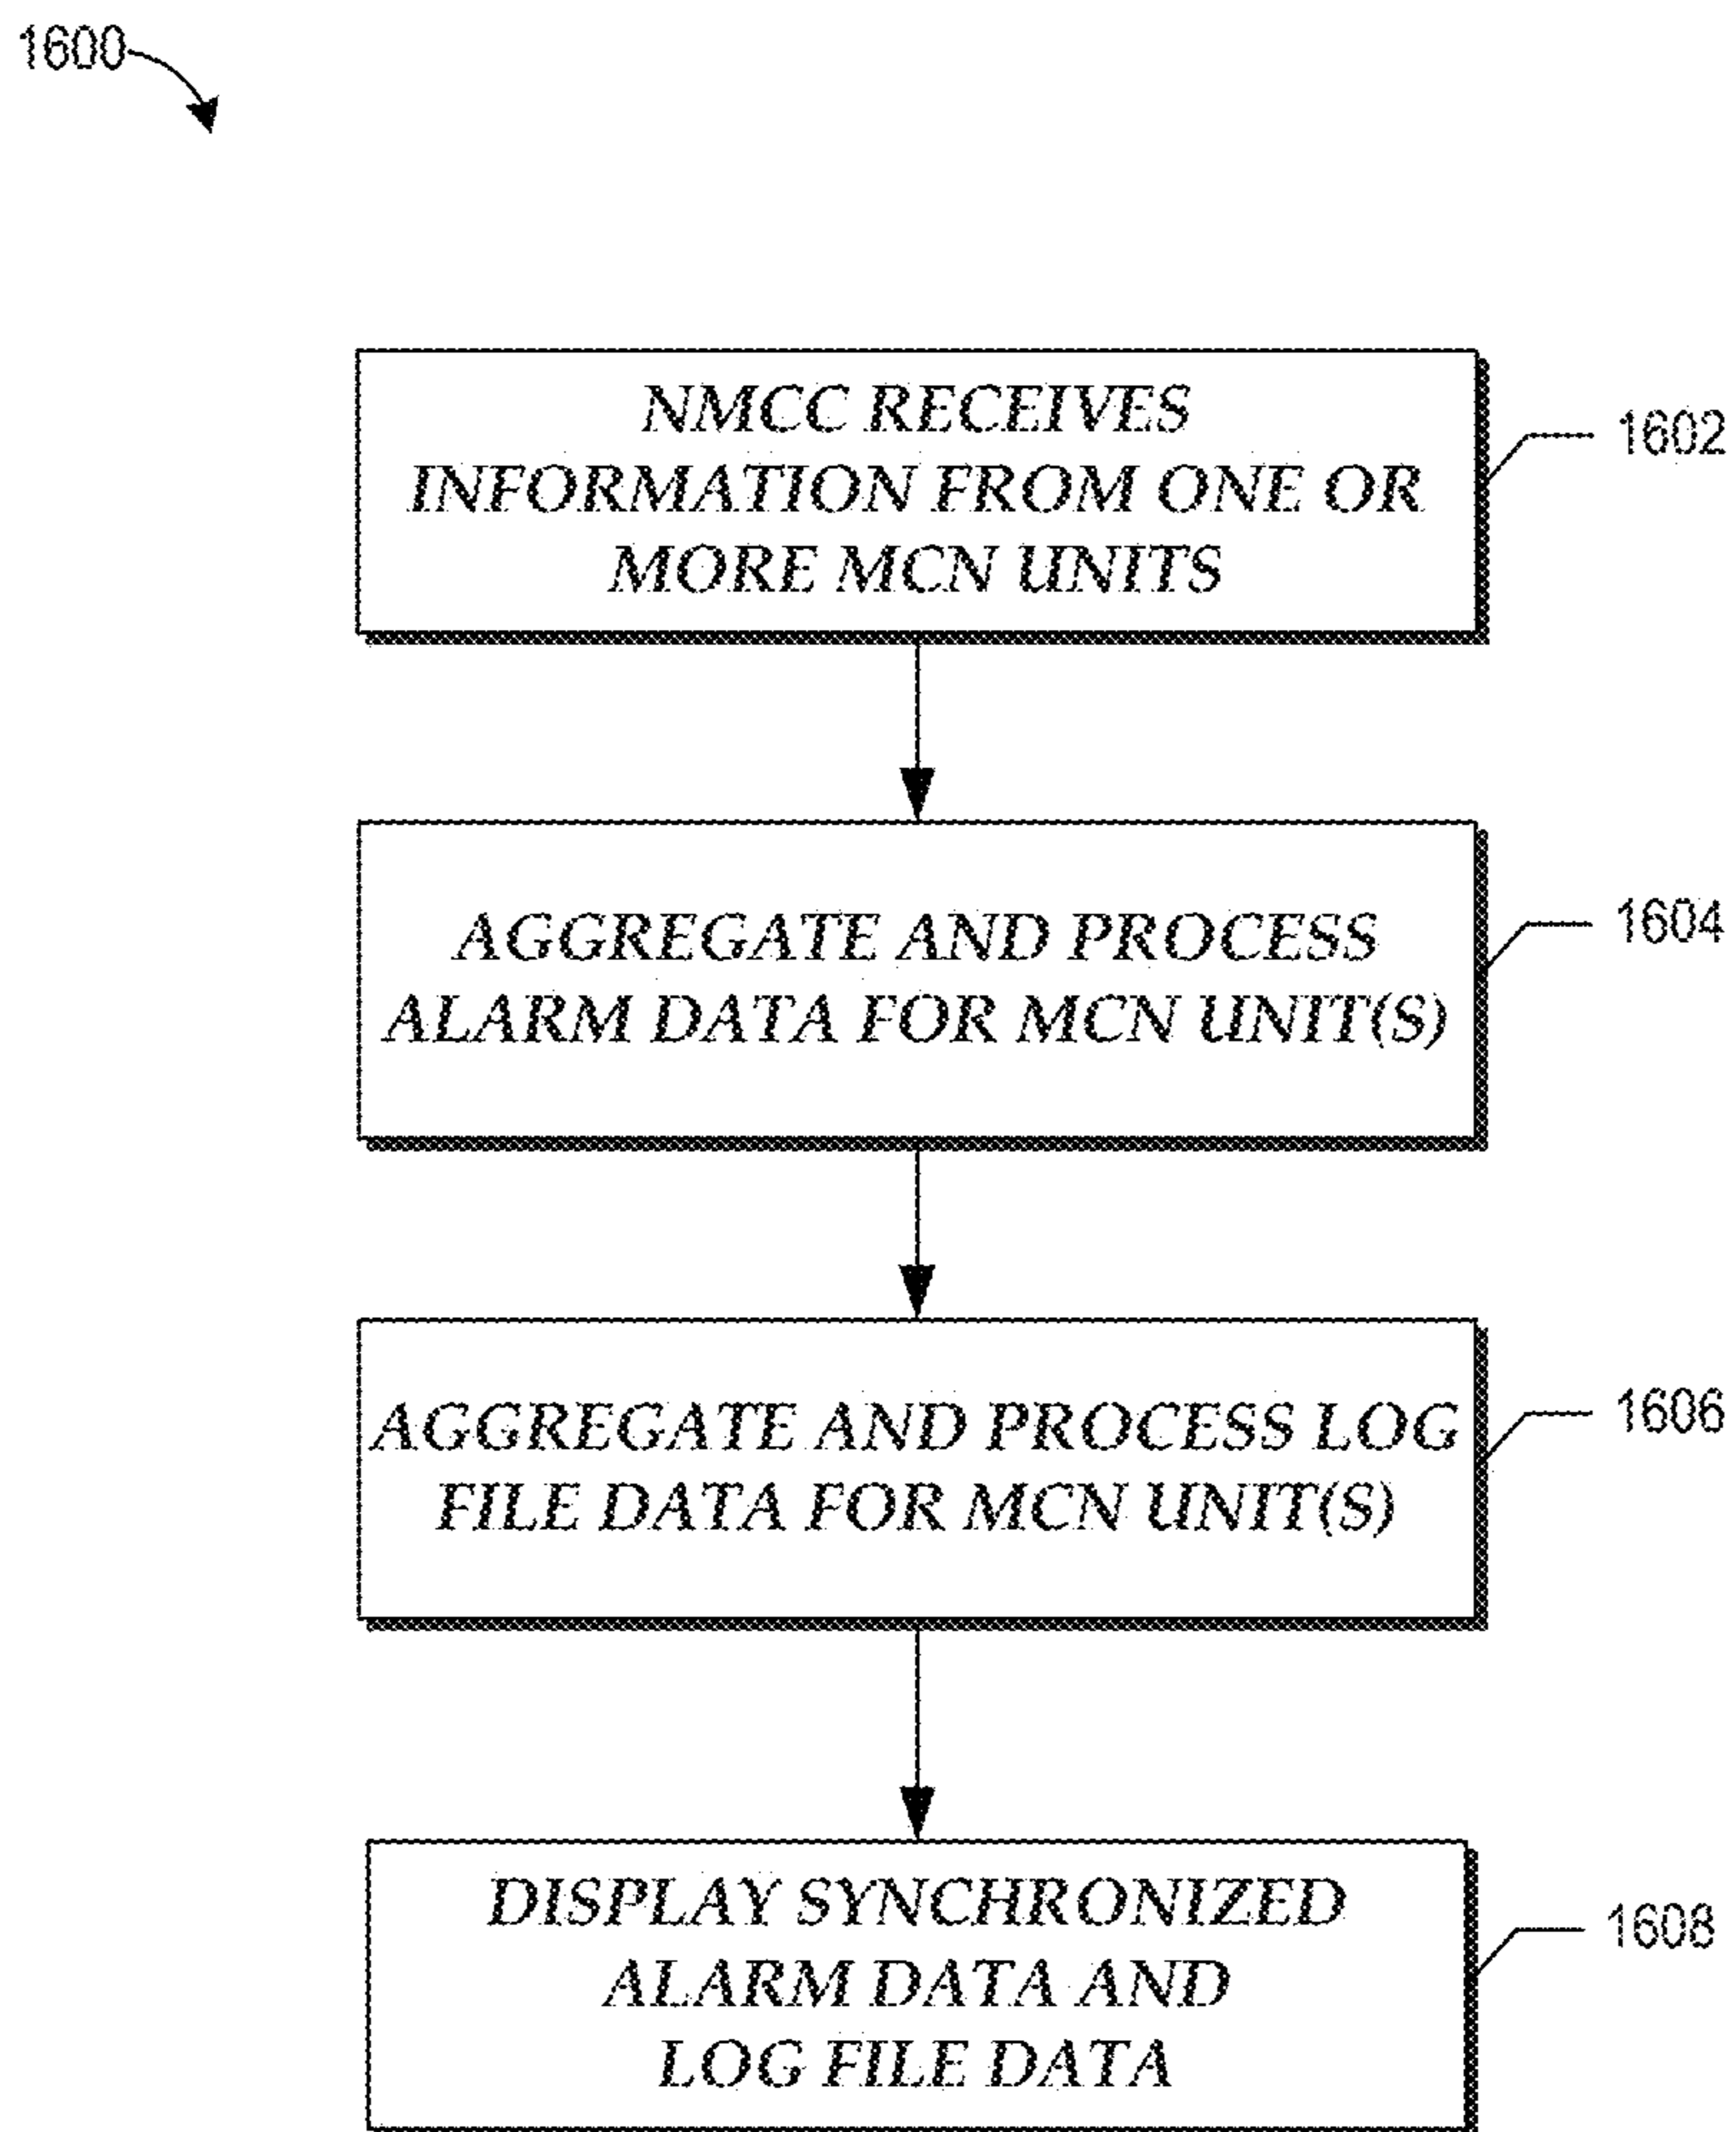 1600
NMCC RECEIVES
INFORMATION FROM ONE OR
MORE MCN UNITS
1602
AGGREGATE AND PROCESS
ALARM DATA FOR MCN UNIT(S)
1604
AGGREGATE AND PROCESS LOG
FILE DATA FOR MCN UNIT(S)
1606
DISPLAY SYNCHRONIZED
ALARM DATA AND
LOG FILE DATA
1608